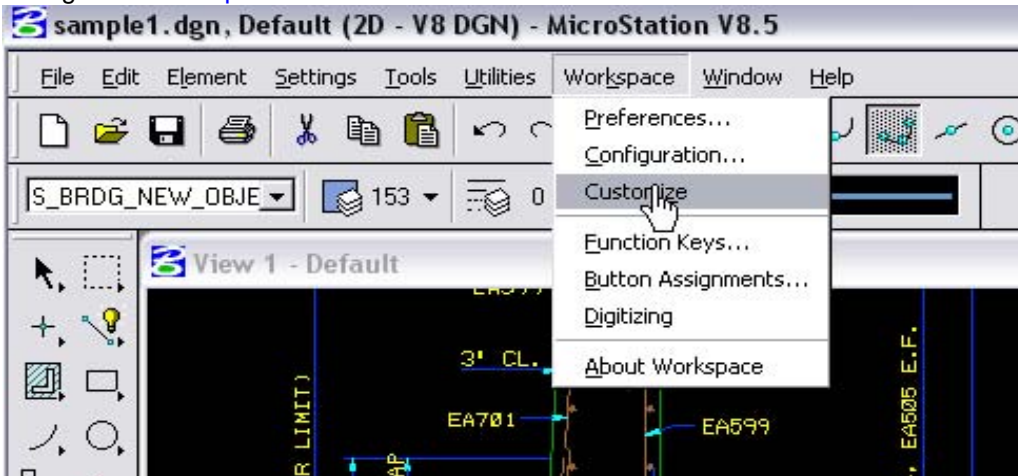 sample1.dgn, Default (2D - V8 DGN) - MicroStation V8.5
File Edit Element Settings Tools Utilities Workspace Window Help
Preferences...
Configuration...
Customize
Function Keys...
Button Assignments...
Digitizing
About Workspace
S_BRDG_NEW_OBJE 153 0
View 1 - Default
3" CL.
EA701
EA599
R LIMIT)
AP
, EA505 E.F.